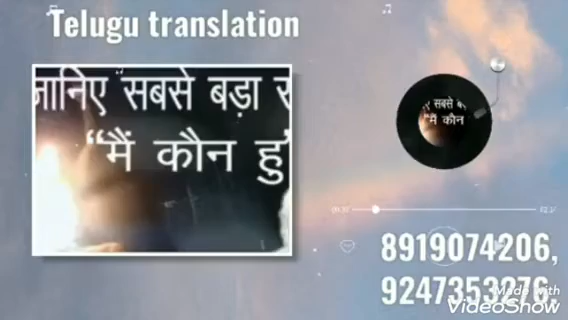 Telugu translation
जानिए "सबसे बड़ा
"मैं कौन हु
सबसे
"मैं कौन
8919074206,
9247353276.
Made with
VideoShow